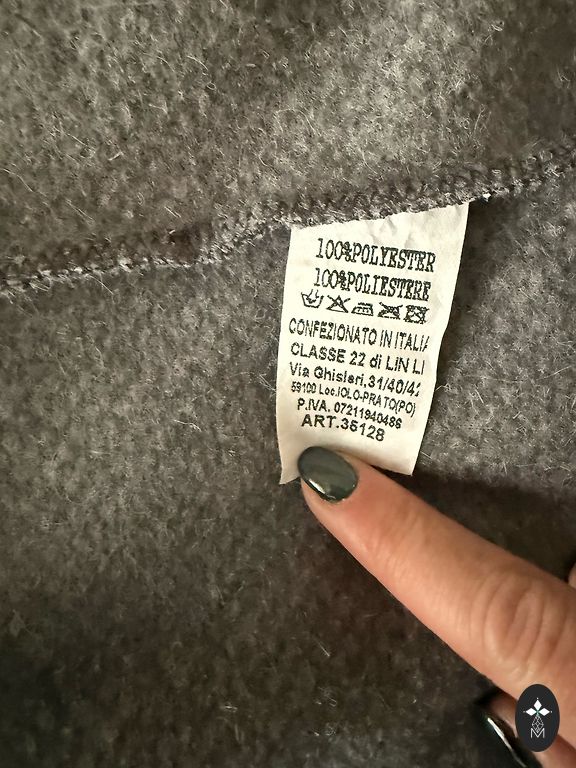 100%POLYESTER
100%POLIESTERE
CONFEZIONATO IN ITALIA
CLASSE 22 di LIN LI
Via Ghisleri,31/40/42
59100 Loc.IOLO-PRATO(PO)
P.IVA. 07211940486
ART.36128
M